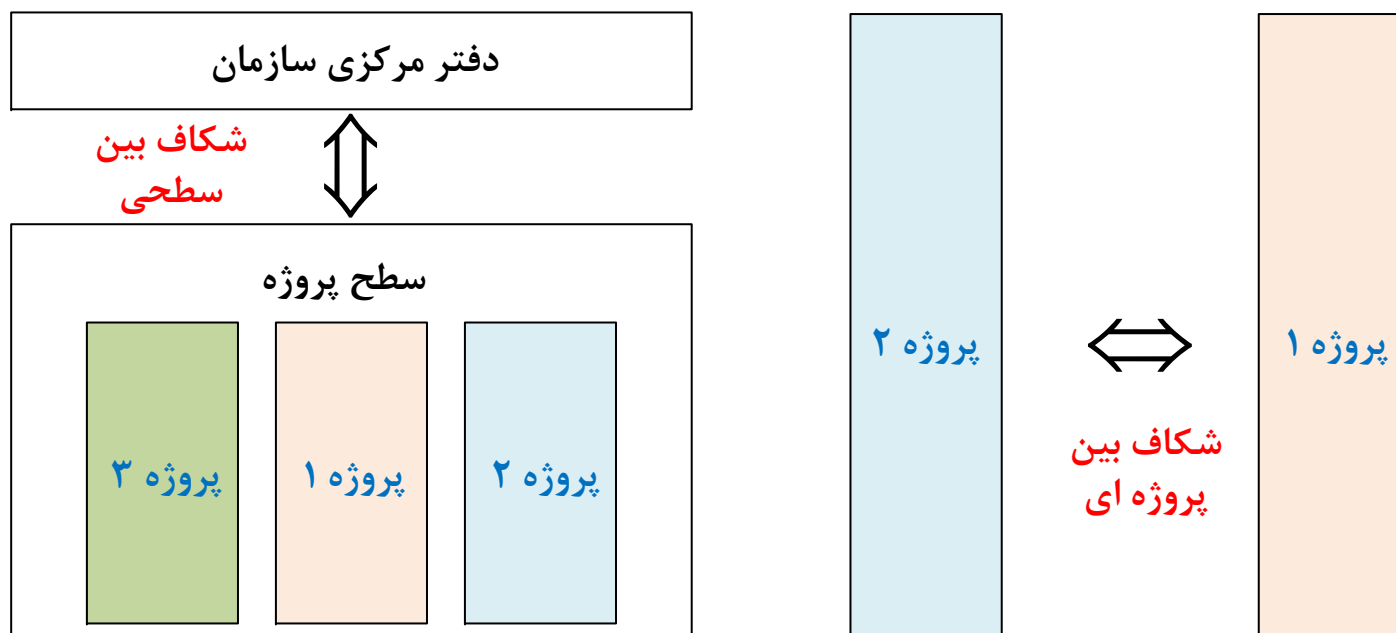 دفتر مرکزی سازمان
شکاف بین
سطحی
سطح پروژه
پروژه ۲
پروژه ۱
پروژه ۳
پروژه ۱
پروژه ۲
شکاف بین
پروژه ای